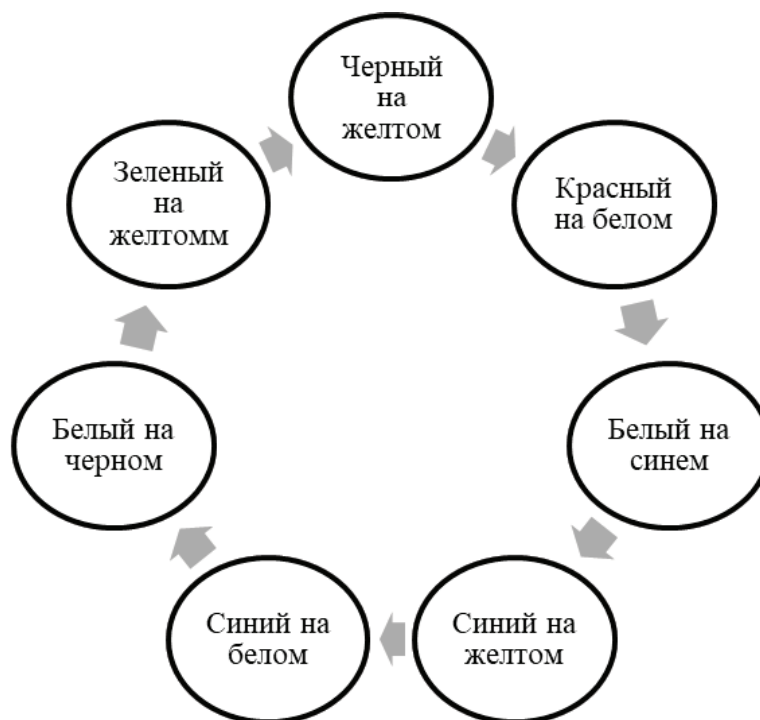 Черный
на
желтом
Красный
на белом
Белый на
синем
Синий на
желтом
Синий на
белом
Белый на
черном
Зеленый
на
желтомм